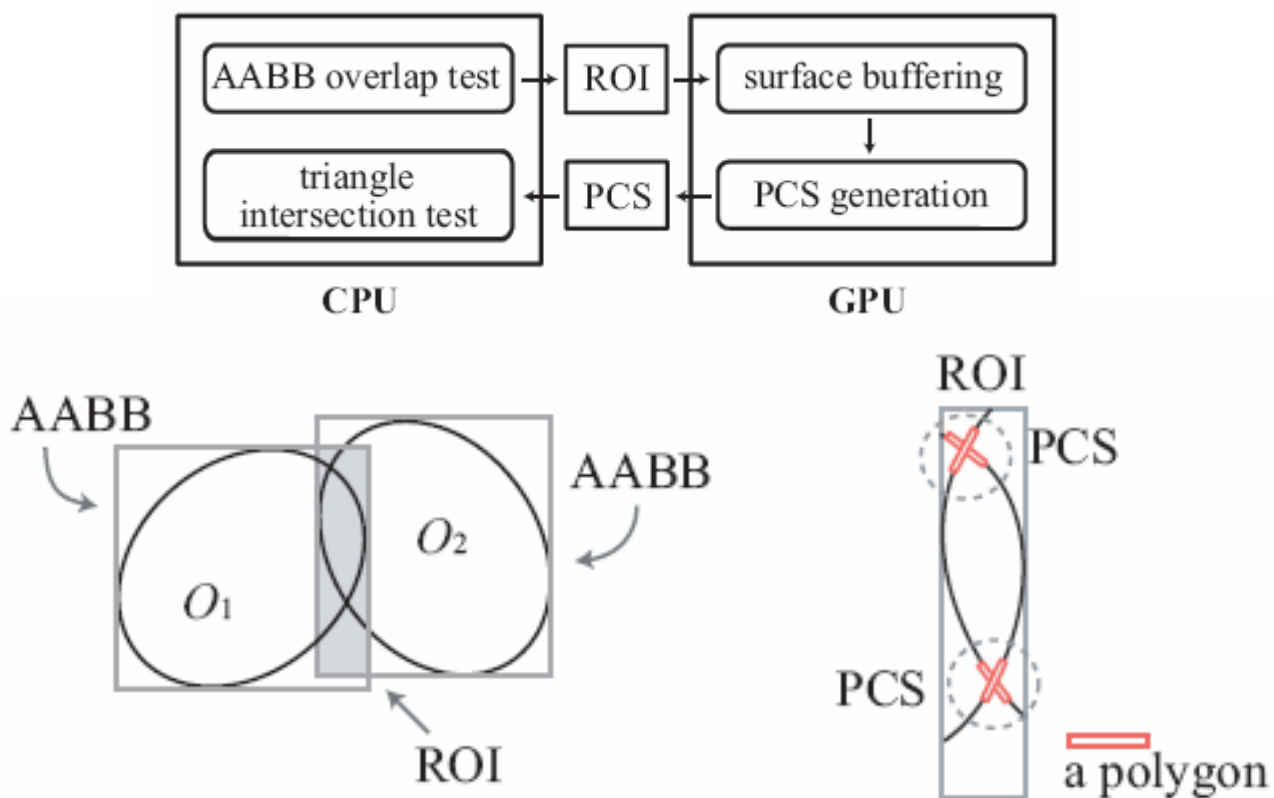 AABB overlap test
ROI
surface buffering
triangle
intersection test
PCS
PCS generation
CPU
GPU
AABB
O1
O2
AABB
ROI
ROI
PCS
PCS
a polygon